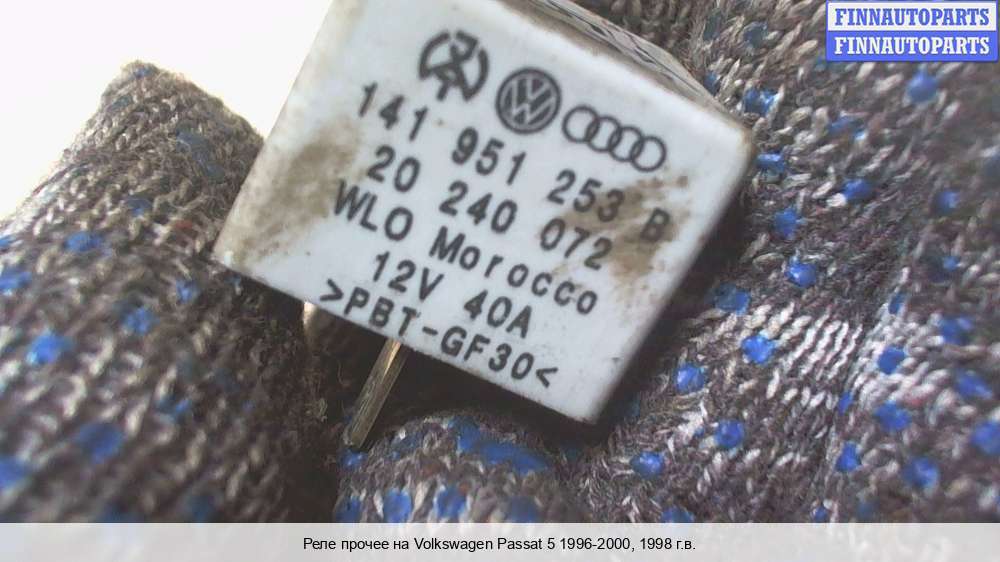 FINNAUTOPARTS
FINNAUTOPARTS
141 951 253 B
20 240 072
WLO Morocco
12V 40A
>PBT-GF30<
Реле прочее на Volkswagen Passat 5 1996-2000, 1998 г.в.